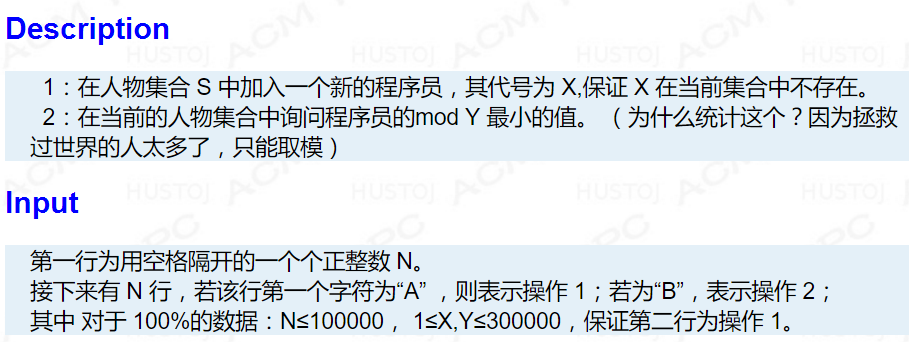 Description
1：在人物集合 S 中加入一个新的程序员，其代号为 X,保证 X 在当前集合中不存在。
2：在当前的人物集合中询问程序员的mod Y 最小的值。 （为什么统计这个？因为拯救
过世界的人太多了，只能取模）
Input
第一行为用空格隔开的一个个正整数 N。
接下来有 N 行，若该行第一个字符为“A” ，则表示操作 1；若为“B”，表示操作 2；
其中 对于 100%的数据：N≤100000， 1≤X,Y≤300000，保证第二行为操作 1。